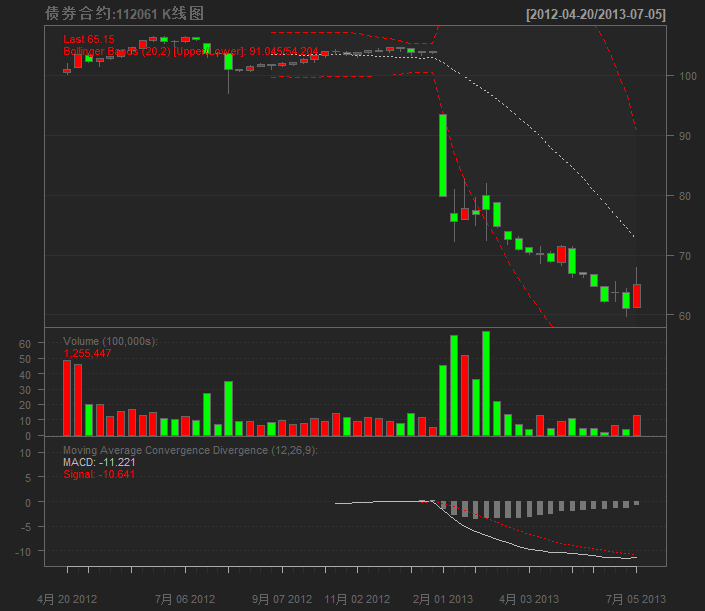 债券合约:112061 K线图
[2012-04-20/2013-07-05]
Last 65.15
Bollinger Bands (20,2) [Upper/Lower]: 91.045/54.204
100
90
80
70
60
Volume (100,000s):
1,255,447
60
50
40
30
20
10
0
Moving Average Convergence Divergence (12,26,9):
MACD: -11.221
Signal: -10.641
10
5
0
-5
-10
4月 20 2012
7月 06 2012
9月 07 2012
11月 02 2012
2月 01 2013
4月 03 2013
7月 05 2013